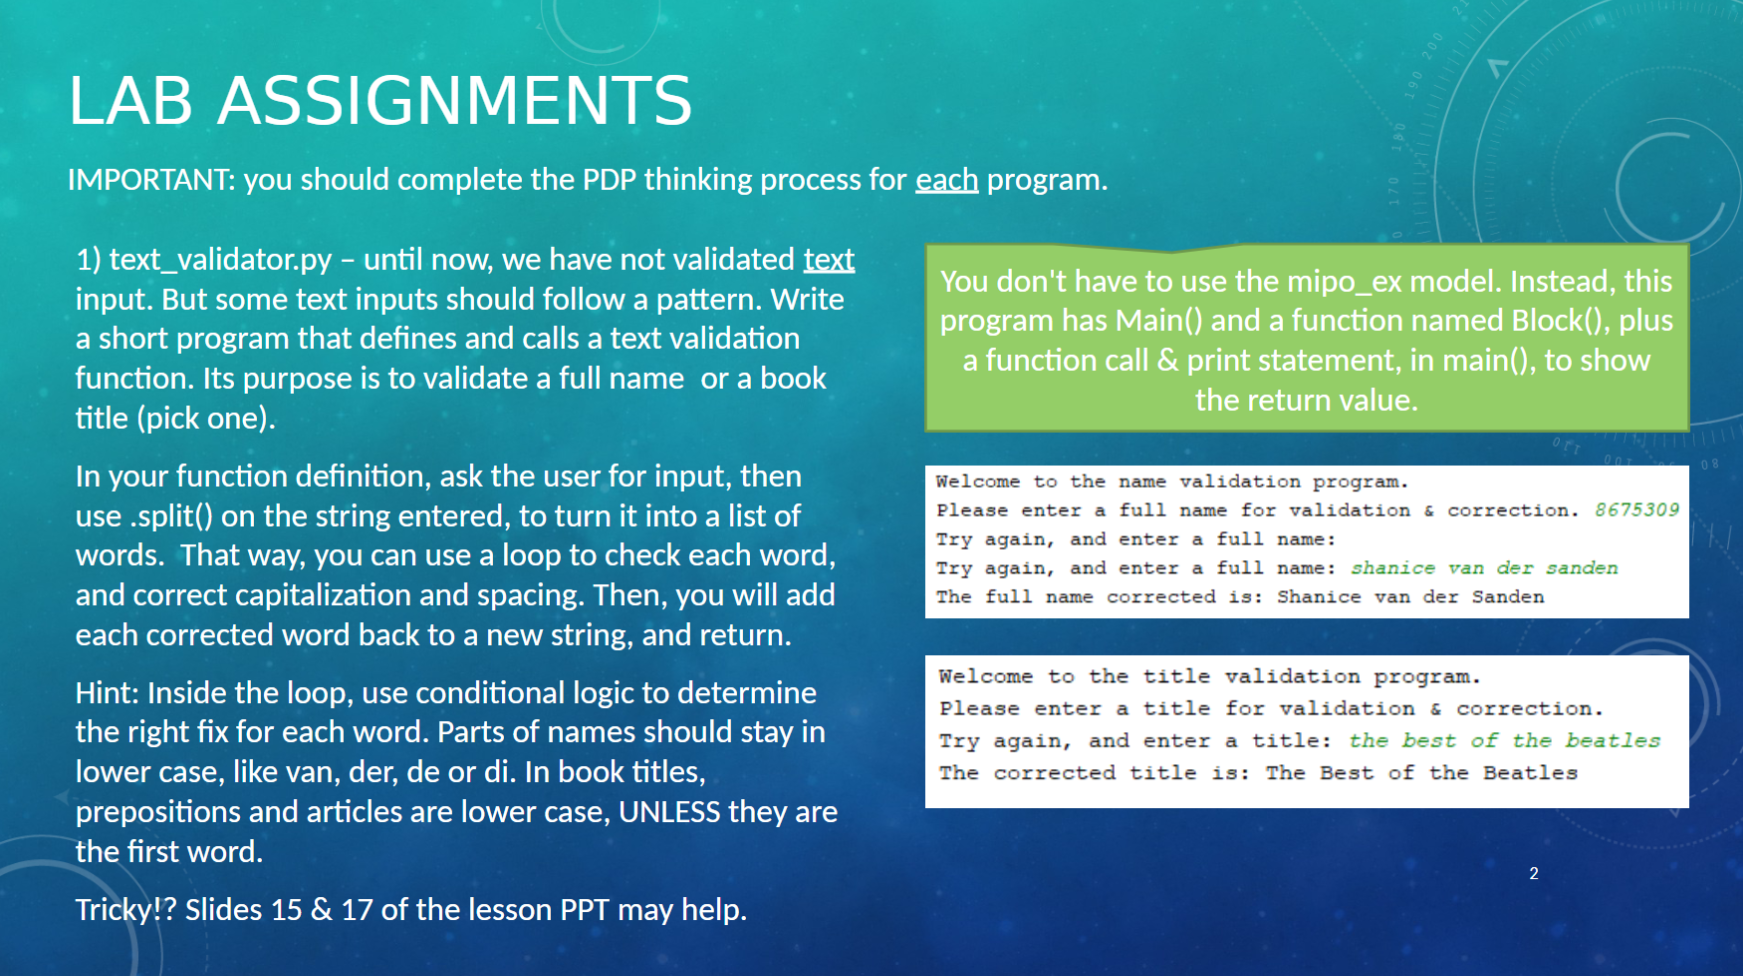 LAB ASSIGNMENTS
IMPORTANT: you should complete the PDP thinking process for each program.
1) text_validator.py – until now, we have not validated text
input. But some text inputs should follow a pattern. Write
a short program that defines and calls a text validation
function. Its purpose is to validate a full name  or a book
title (pick one).
In your function definition, ask the user for input, then
use .split() on the string entered, to turn it into a list of
words.  That way, you can use a loop to check each word,
and correct capitalization and spacing. Then, you will add
each corrected word back to a new string, and return.
Hint: Inside the loop, use conditional logic to determine
the right fix for each word. Parts of names should stay in
lower case, like van, der, de or di. In book titles,
prepositions and articles are lower case, UNLESS they are
the first word.
Tricky!? Slides 15 & 17 of the lesson PPT may help.
You don't have to use the mipo_ex model. Instead, this
program has Main() and a function named Block(), plus
a function call & print statement, in main(), to show
the return value.
Welcome to the name validation program.
Please enter a full name for validation & correction. 8675309
Try again, and enter a full name:
Try again, and enter a full name: shanice van der sanden
The full name corrected is: Shanice van der Sanden
Welcome to the title validation program.
Please enter a title for validation & correction.
Try again, and enter a title: the best of the beatles
The corrected title is: The Best of the Beatles
2